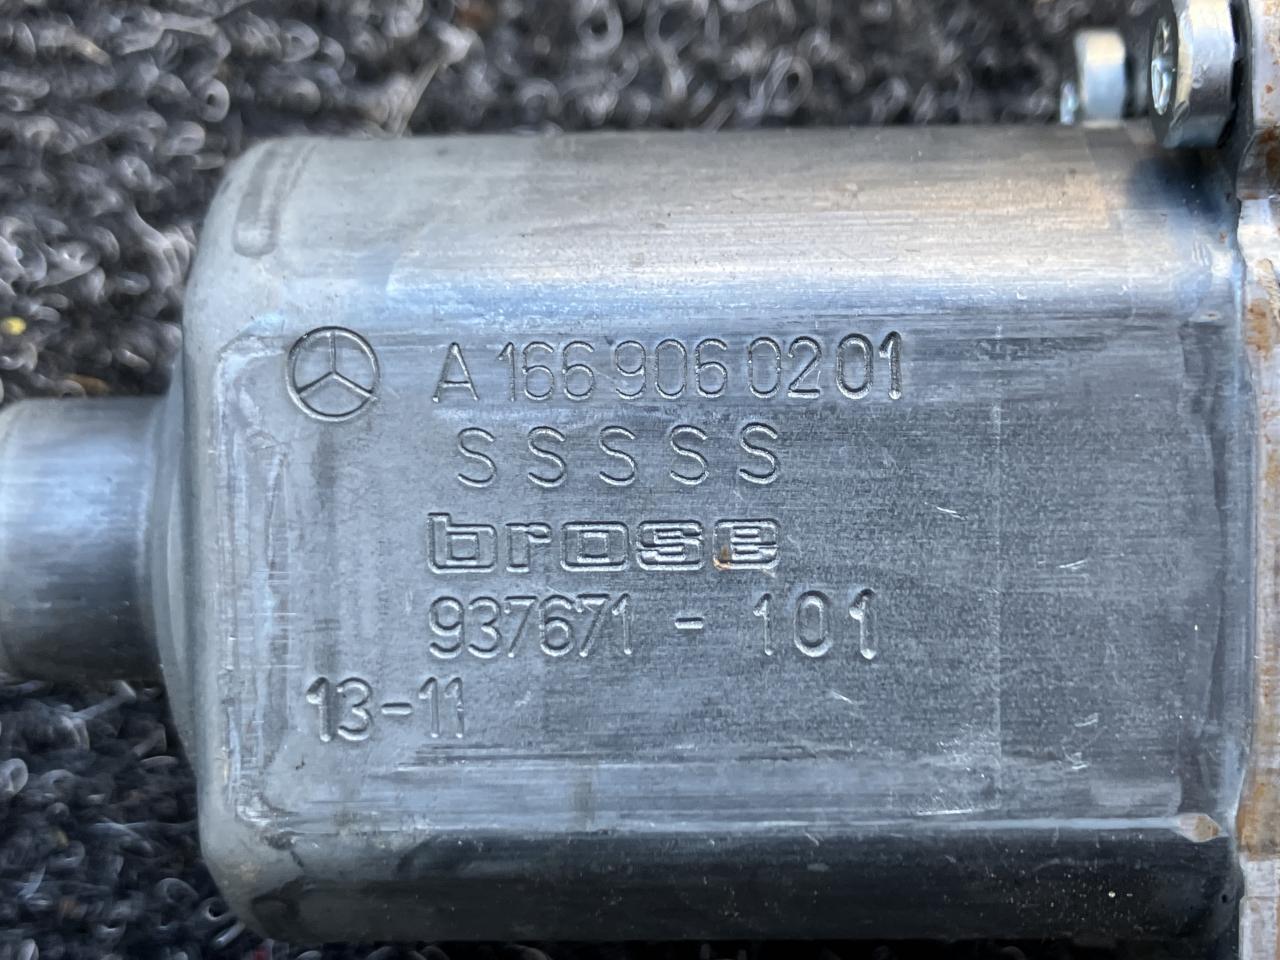 A 166 906 02 01
S S S S S
brose
937671 - 101
13-11